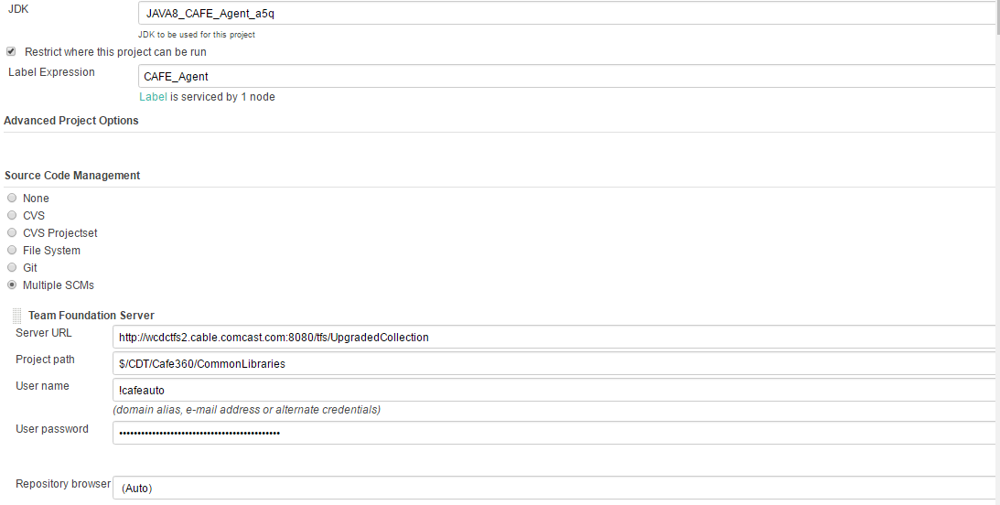 JDK
JAVA8_CAFE_Agent_a5q
JDK to be used for this project
Restrict where this project can be run
Label Expression
CAFE_Agent
Label is serviced by 1 node
Advanced Project Options
Source Code Management
None
CVS
CVS Projectset
File System
Git
Multiple SCMs
Team Foundation Server
Server URL
http://wcdctfs2.cable.comcast.com:8080/tfs/UpgradedCollection
Project path
$/CDT/Cafe360/CommonLibraries
User name
!cafeauto
(domain alias, e-mail address or alternate credentials)
User password
Repository browser
(Auto)